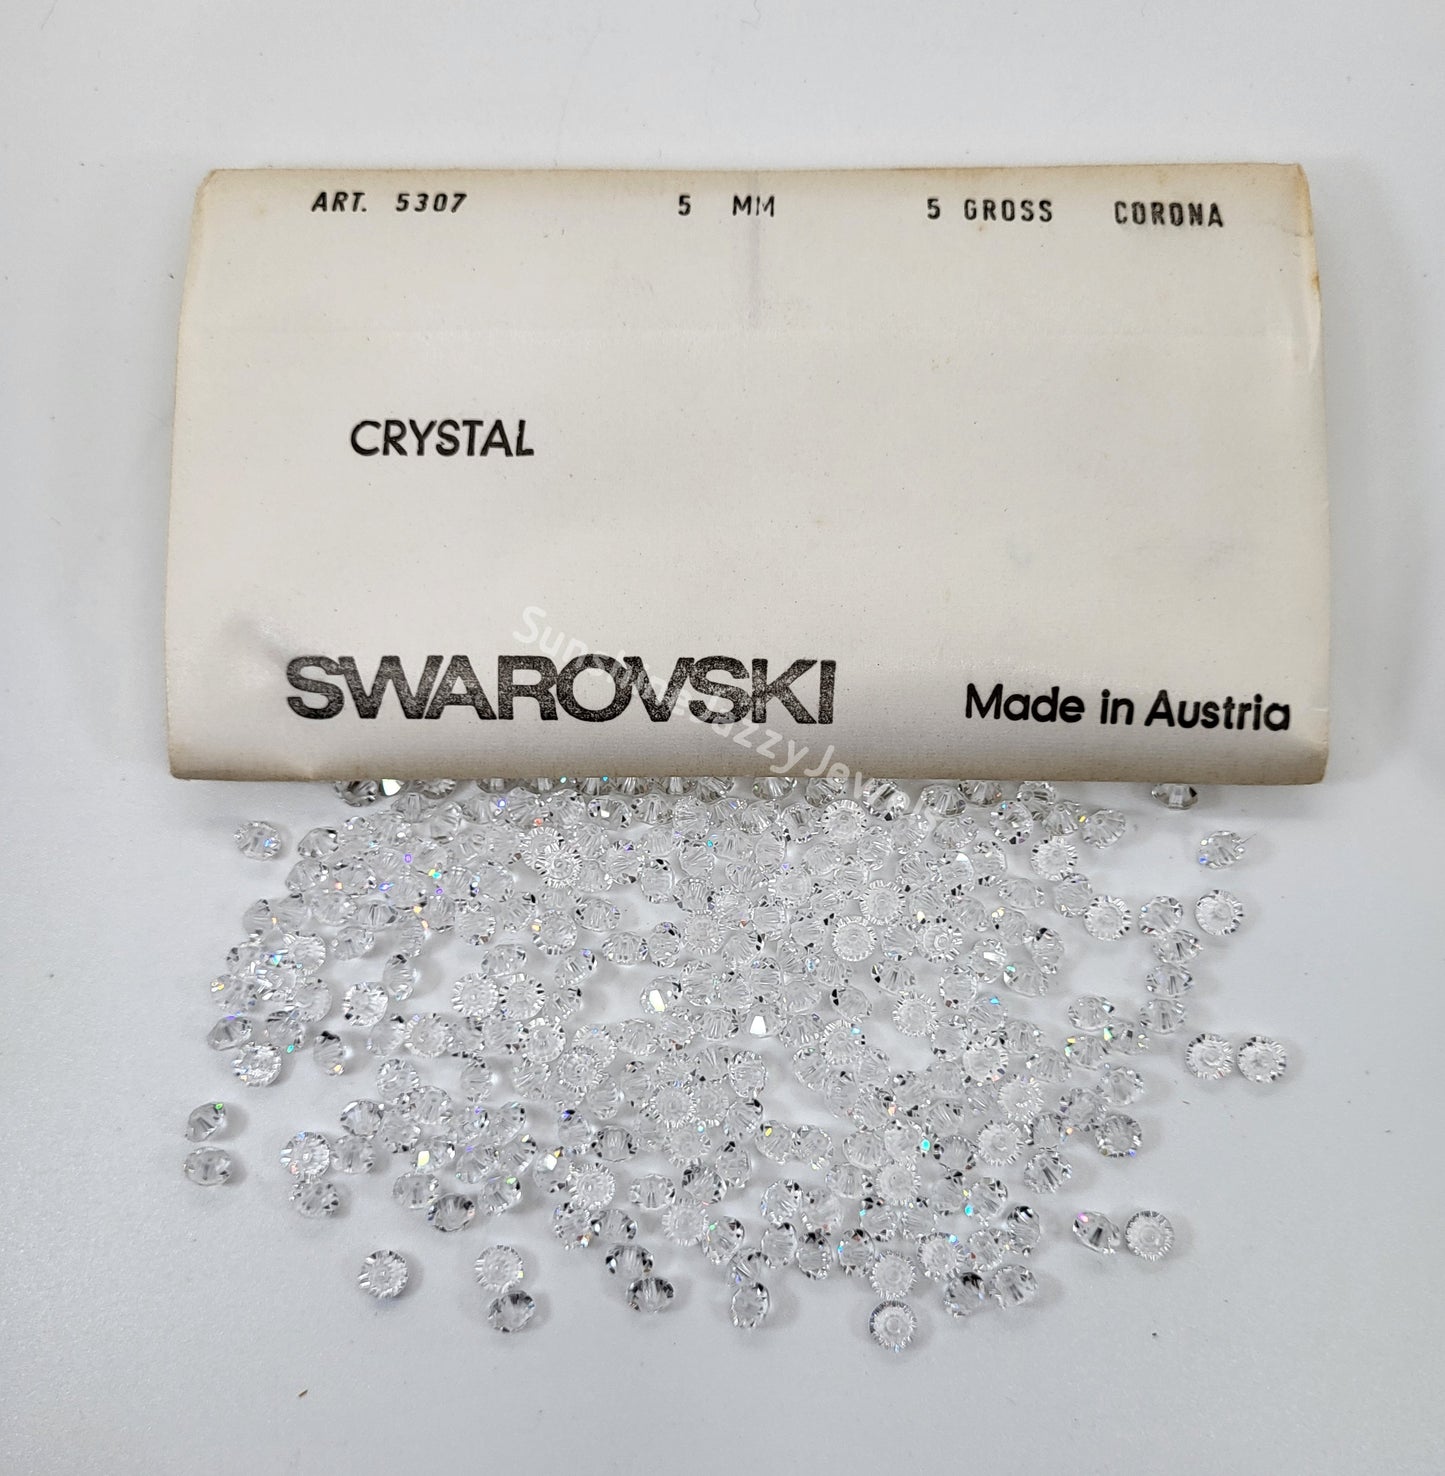 ART. 5307 5 MM 5 GROSS CORONA
CRYSTAL
SWAROVSKI Made in Austria